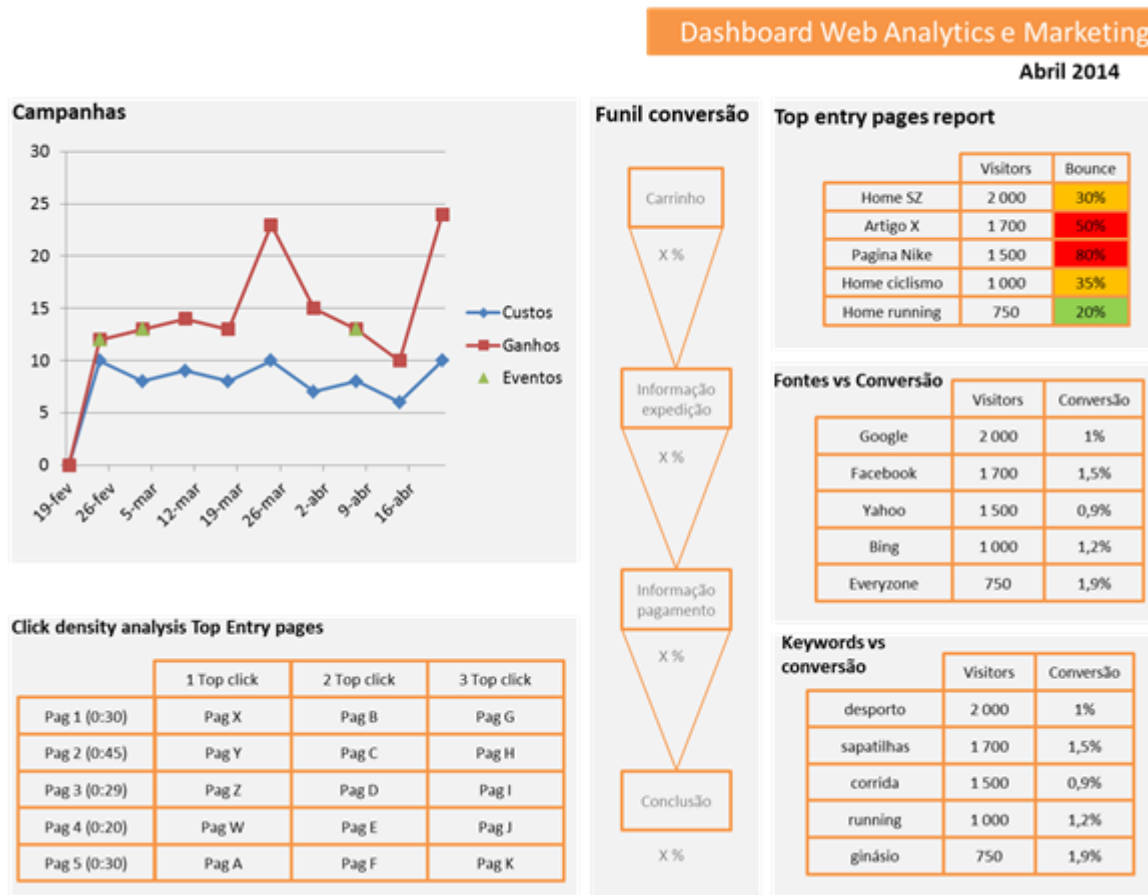 Dashboard Web Analytics e Marketing
Abril 2014
Campanhas
30
25
20
15
10
5
0
19-fev 26-fev 5-mar 12-mar 19-mar 26-mar 2-abr 9-abr 16-abr
Custos
Ganhos
Eventos
Click density analysis Top Entry pages
1 Top click 2 Top click 3 Top click
Pag 1 (0:30) Pag X Pag B Pag G
Pag 2 (0:45) Pag Y Pag C Pag H
Pag 3 (0:29) Pag Z Pag D Pag I
Pag 4 (0:20) Pag W Pag E Pag J
Pag 5 (0:30) Pag A Pag F Pag K
Funil conversão
Carrinho
X %
Informação
expedição
X %
Informação
pagamento
X %
Conclusão
X %
Top entry pages report
Visitors Bounce
Home SZ 2 000 30%
Artigo X 1 700 50%
Pagina Nike 1 500 80%
Home ciclismo 1 000 35%
Home running 750 20%
Fontes vs Conversão
Visitors Conversão
Google 2 000 1%
Facebook 1 700 1,5%
Yahoo 1 500 0,9%
Bing 1 000 1,2%
Everyzone 750 1,9%
Keywords vs
conversão
Visitors Conversão
desporto 2 000 1%
sapatilhas 1 700 1,5%
corrida 1 500 0,9%
running 1 000 1,2%
ginásio 750 1,9%